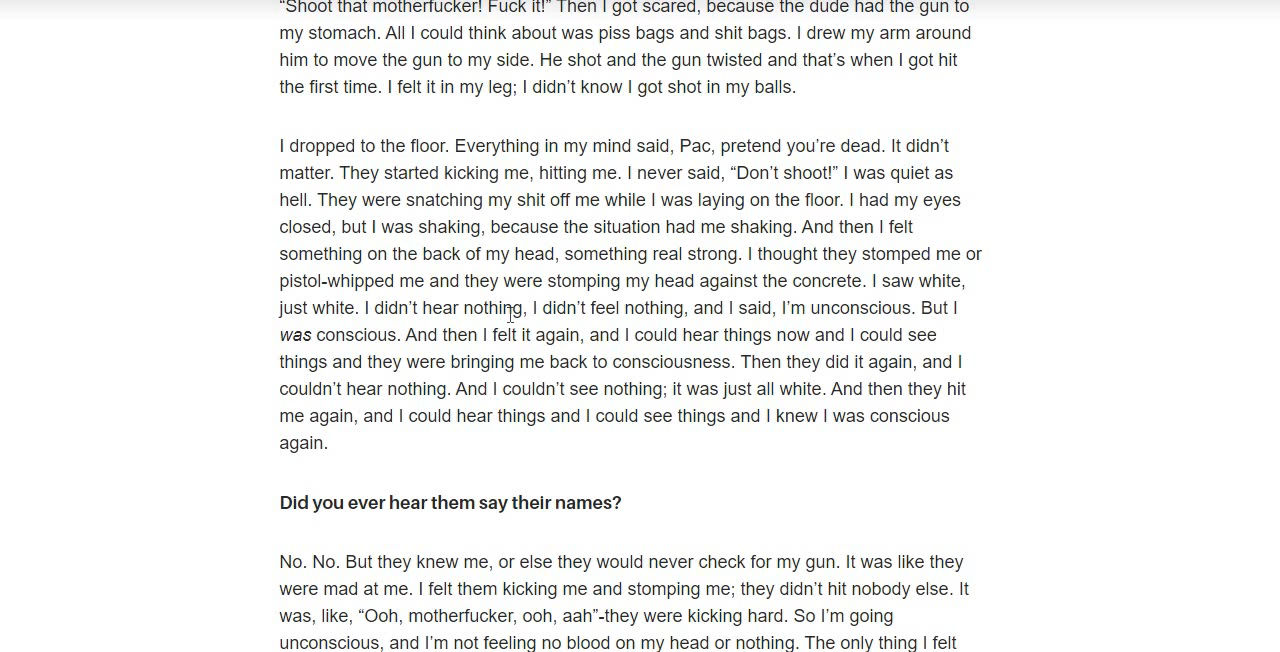 “Shoot that motherfucker! Fuck it!” Then I got scared, because the dude had the gun to
my stomach. All I could think about was piss bags and shit bags. I drew my arm around
him to move the gun to my side. He shot and the gun twisted and that’s when I got hit
the first time. I felt it in my leg; I didn’t know I got shot in my balls.
I dropped to the floor. Everything in my mind said, Pac, pretend you’re dead. It didn’t
matter. They started kicking me, hitting me. I never said, “Don’t shoot!” I was quiet as
hell. They were snatching my shit off me while I was laying on the floor. I had my eyes
closed, but I was shaking, because the situation had me shaking. And then I felt
something on the back of my head, something real strong. I thought they stomped me or
pistol-whipped me and they were stomping my head against the concrete. I saw white,
just white. I didn’t hear nothing, I didn’t feel nothing, and I said, I’m unconscious. But I
was conscious. And then I felt it again, and I could hear things now and I could see
things and they were bringing me back to consciousness. Then they did it again, and I
couldn’t hear nothing. And I couldn’t see nothing; it was just all white. And then they hit
me again, and I could hear things and I could see things and I knew I was conscious
again.
Did you ever hear them say their names?
No. No. But they knew me, or else they would never check for my gun. It was like they
were mad at me. I felt them kicking me and stomping me; they didn’t hit nobody else. It
was, like, “Ooh, motherfucker, ooh, aah”-they were kicking hard. So I’m going
unconscious, and I’m not feeling no blood on my head or nothing. The only thing I felt